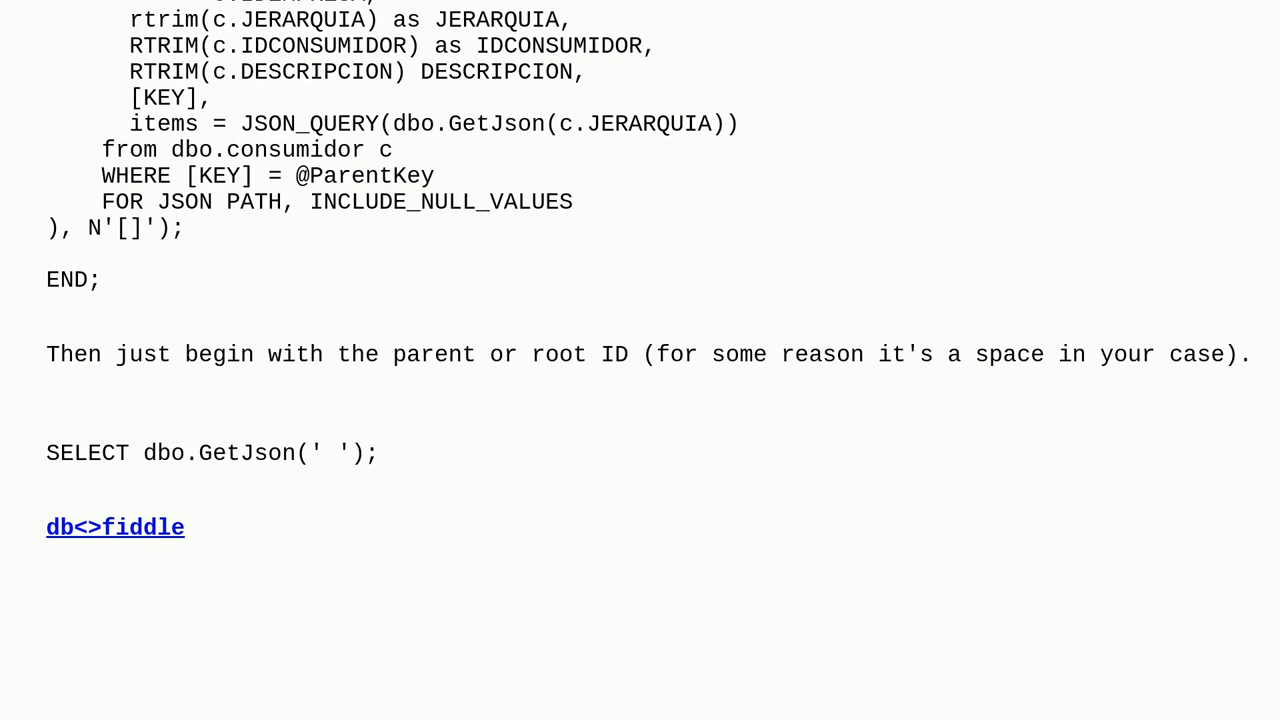 rtrim(c.JERARQUIA) as JERARQUIA,
RTRIM(c.IDCONSUMIDOR) as IDCONSUMIDOR,
RTRIM(c.DESCRIPCION) DESCRIPCION,
[KEY],
items = JSON_QUERY(dbo.GetJson(c.JERARQUIA))
from dbo.consumidor c
WHERE [KEY] = @ParentKey
FOR JSON PATH, INCLUDE_NULL_VALUES
), N'[]');
END;
Then just begin with the parent or root ID (for some reason it's a space in your case).
SELECT dbo.GetJson(' ');
db<>fiddle